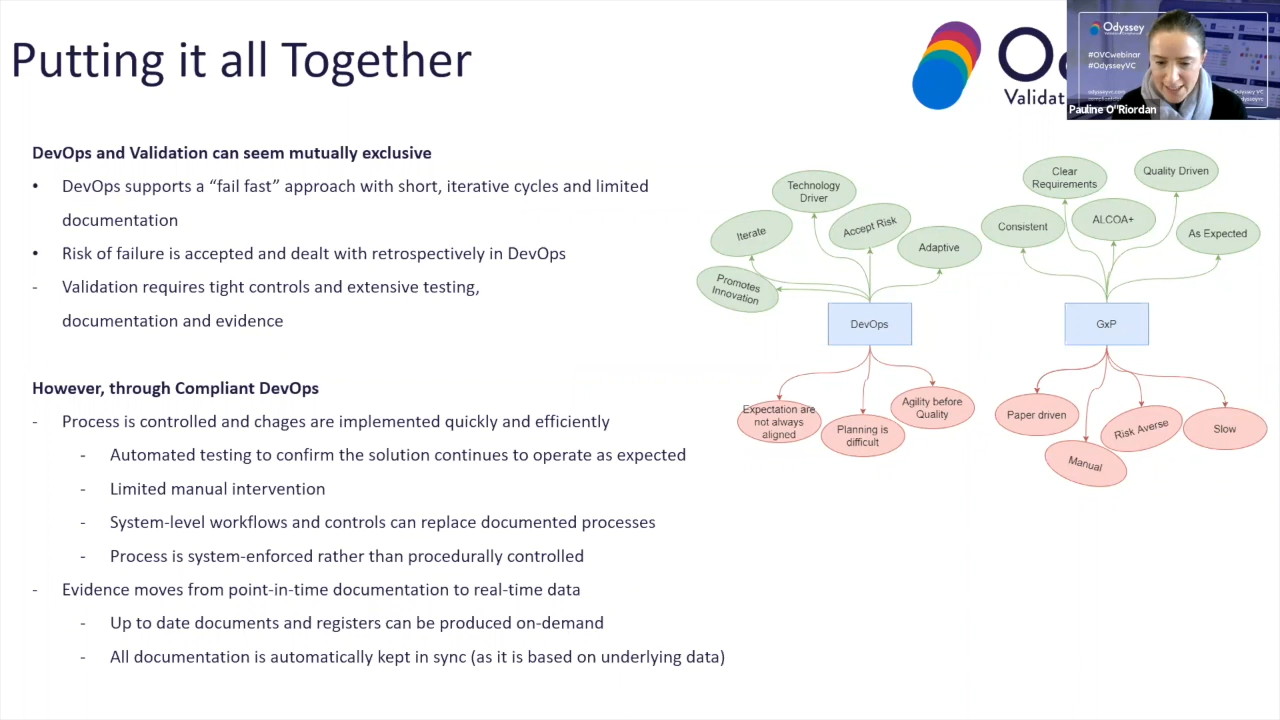 Putting it all Together
Od
Validat
Odyssey
#OVCwebinar
#OdysseyVC
Pauline O"Riordan
DevOps and Validation can seem mutually exclusive
• DevOps supports a “fail fast” approach with short, iterative cycles and limited
documentation
• Risk of failure is accepted and dealt with retrospectively in DevOps
- Validation requires tight controls and extensive testing,
documentation and evidence
However, through Compliant DevOps
- Process is controlled and chages are implemented quickly and efficiently
- Automated testing to confirm the solution continues to operate as expected
- Limited manual intervention
- System-level workflows and controls can replace documented processes
- Process is system-enforced rather than procedurally controlled
- Evidence moves from point-in-time documentation to real-time data
- Up to date documents and registers can be produced on-demand
- All documentation is automatically kept in sync (as it is based on underlying data)
Promotes
Innovation
Iterate
Technology
Driver
Accept Risk
Adaptive
DevOps
Expectation are
not always
aligned
Planning is
difficult
Agility before
Quality
Consistent
Clear
Requirements
ALCOA+
Quality Driven
As Expected
GxP
Paper driven
Manual
Risk Averse
Slow